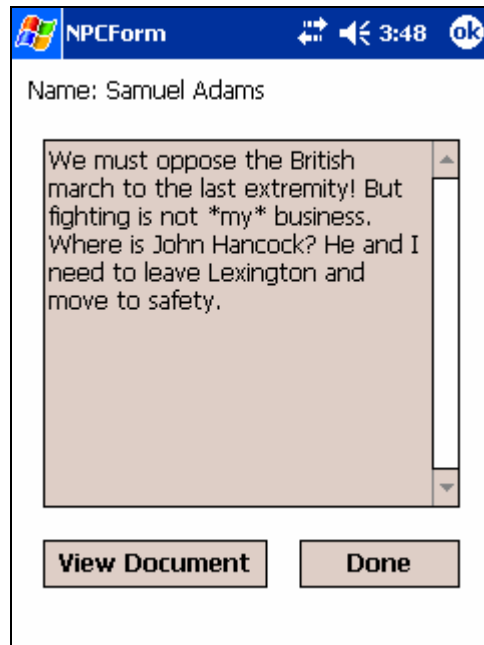 NPCForm 3:48 ok
Name: Samuel Adams
We must oppose the British
march to the last extremity! But
fighting is not *my* business.
Where is John Hancock? He and I
need to leave Lexington and
move to safety.
View Document Done